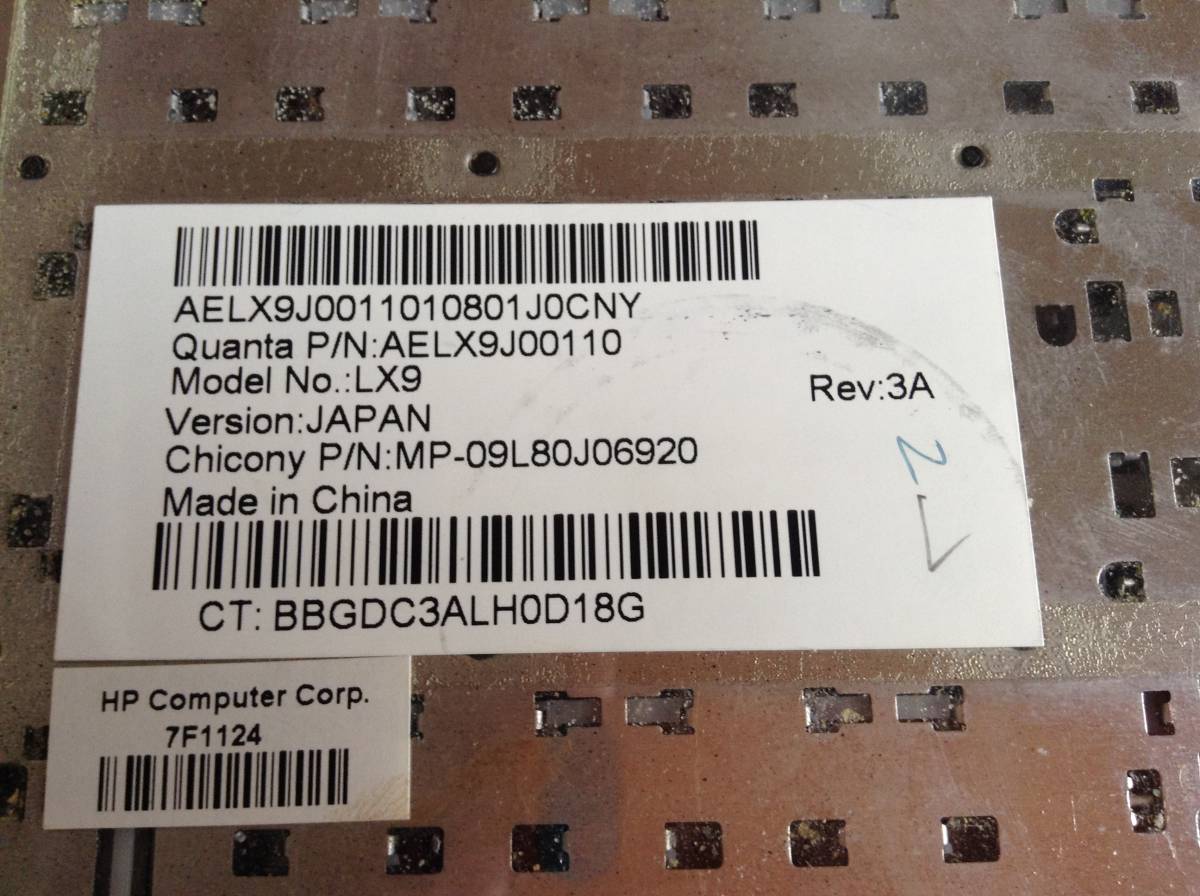 AELX9J0011010801J0CNY
Quanta P/N:AELX9J00110
Model No.:LX9
Rev:3A
Version:JAPAN
Chicony P/N:MP-09L80J06920
2
Made in China
CT: BBGDC3ALH0D18G
HP Computer Corp.
7F1124